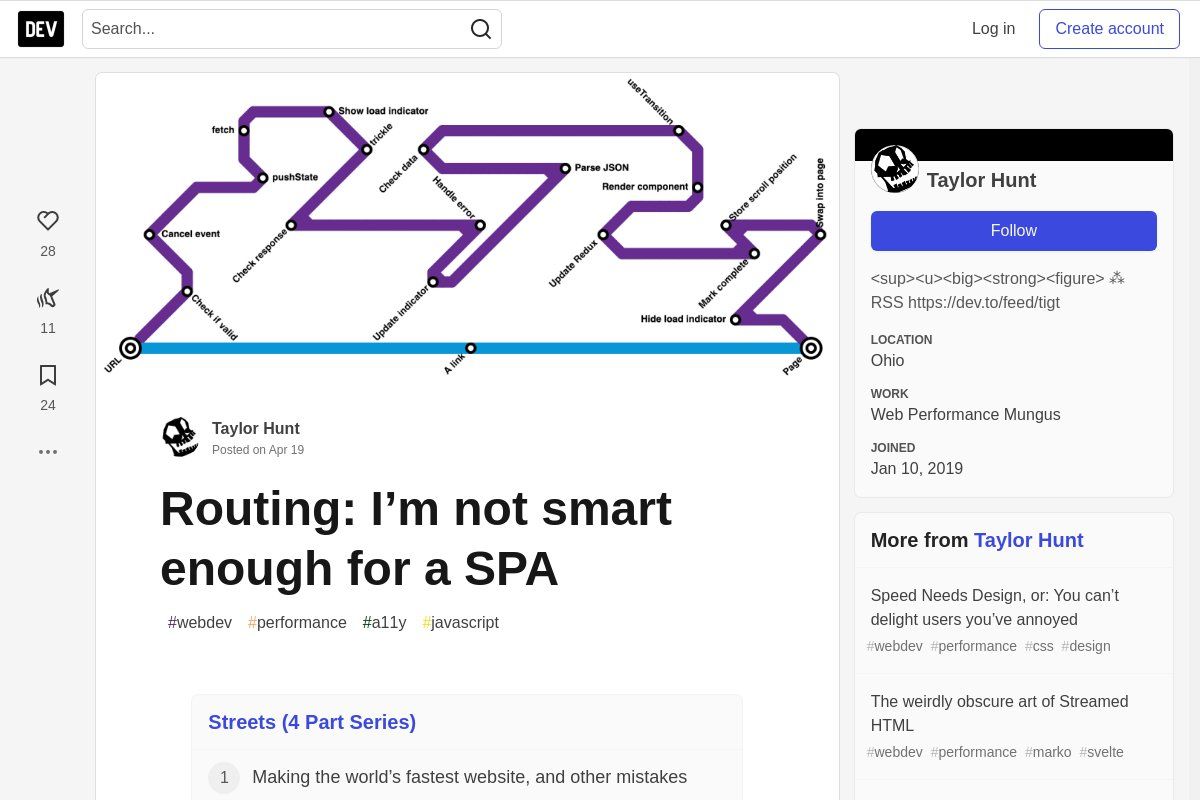 DEV
Search...
Log in
Create account
useTransition
Show load indicator
fetch
trickle
Check data
Parse JSON
pushState
Handle error
Render component
Store scroll position
Swap into page
Cancel event
Check response
Update Redux
Mark complete
Check if valid
Update indicator
Hide load indicator
URL
A link
Page
28
11
24
Taylor Hunt
Posted on Apr 19
Routing: I’m not smart
enough for a SPA
#webdev #performance #a11y #javascript
Streets (4 Part Series)
1 Making the world’s fastest website, and other mistakes
Taylor Hunt
Follow
<sup><u><big><strong><figure> ⁂
RSS https://dev.to/feed/tigt
LOCATION
Ohio
WORK
Web Performance Mungus
JOINED
Jan 10, 2019
More from Taylor Hunt
Speed Needs Design, or: You can’t
delight users you’ve annoyed
#webdev #performance #css #design
The weirdly obscure art of Streamed
HTML
#webdev #performance #marko #svelte